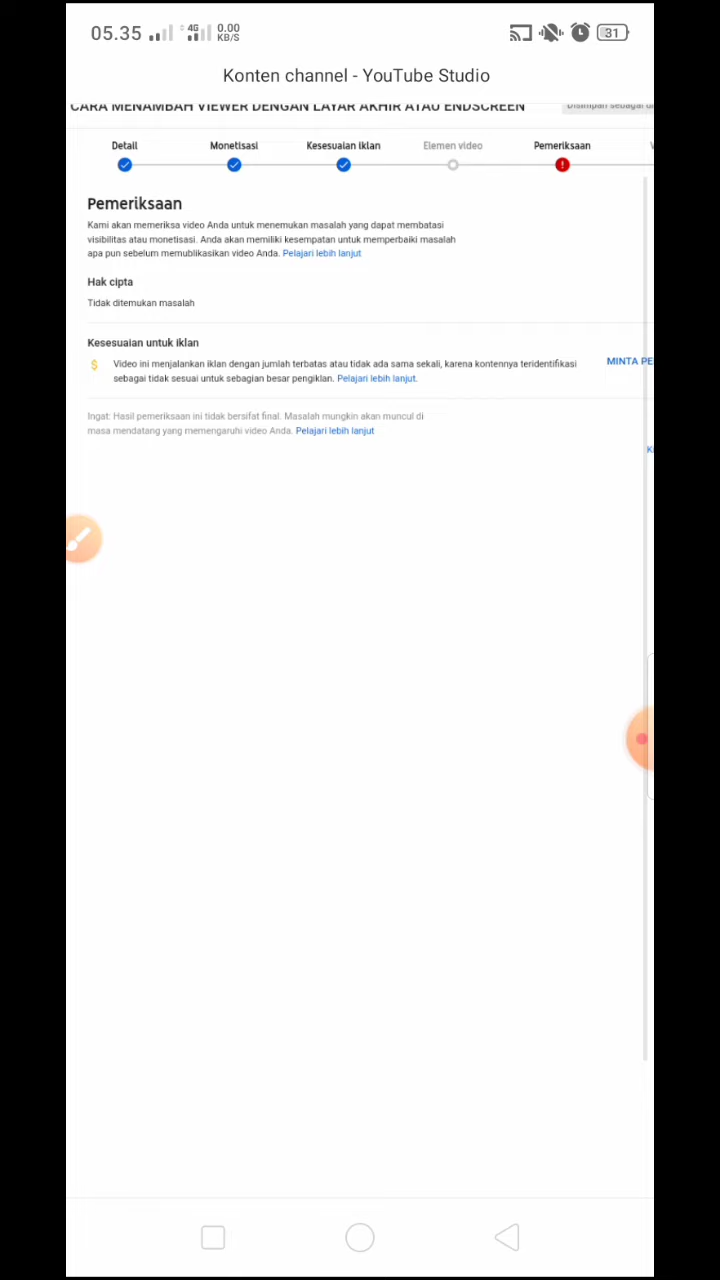 05.35
4G
0.00
KB/S
31
Konten channel - YouTube Studio
CARA MENAMBAH VIEWER DENGAN LAYAR AKHIR ATAU ENDSCREEN
Disimpan sebagai
Detail
Monetisasi
Kesesuaian iklan
Elemen video
Pemeriksaan
Pemeriksaan
Kami akan memeriksa video Anda untuk menemukan masalah yang dapat membatasi
visibilitas atau monetisasi. Anda akan memiliki kesempatan untuk memperbaiki masalah
apa pun sebelum memublikasikan video Anda. Pelajari lebih lanjut
Hak cipta
Tidak ditemukan masalah
Kesesuaian untuk iklan
$ Video ini menjalankan iklan dengan jumlah terbatas atau tidak ada sama sekali, karena kontennya teridentifikasi
MINTA PE
sebagai tidak sesuai untuk sebagian besar pengiklan. Pelajari lebih lanjut.
Ingat: Hasil pemeriksaan ini tidak bersifat final. Masalah mungkin akan muncul di
masa mendatang yang memengaruhi video Anda. Pelajari lebih lanjut